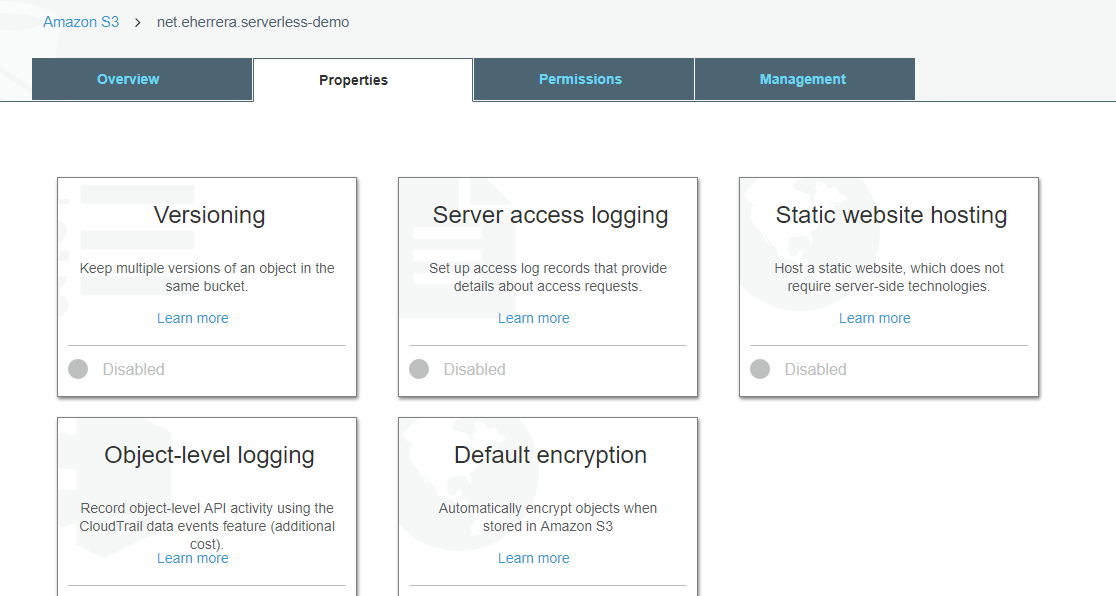 Amazon S3 > net.eherrera.serverless-demo
Overview Properties Permissions Management
Versioning
Keep multiple versions of an object in the
same bucket.
Learn more
Disabled
Server access logging
Set up access log records that provide
details about access requests.
Learn more
Disabled
Static website hosting
Host a static website, which does not
require server-side technologies.
Learn more
Disabled
Object-level logging
Record object-level API activity using the
CloudTrail data events feature (additional
cost).
Learn more
Default encryption
Automatically encrypt objects when
stored in Amazon S3
Learn more